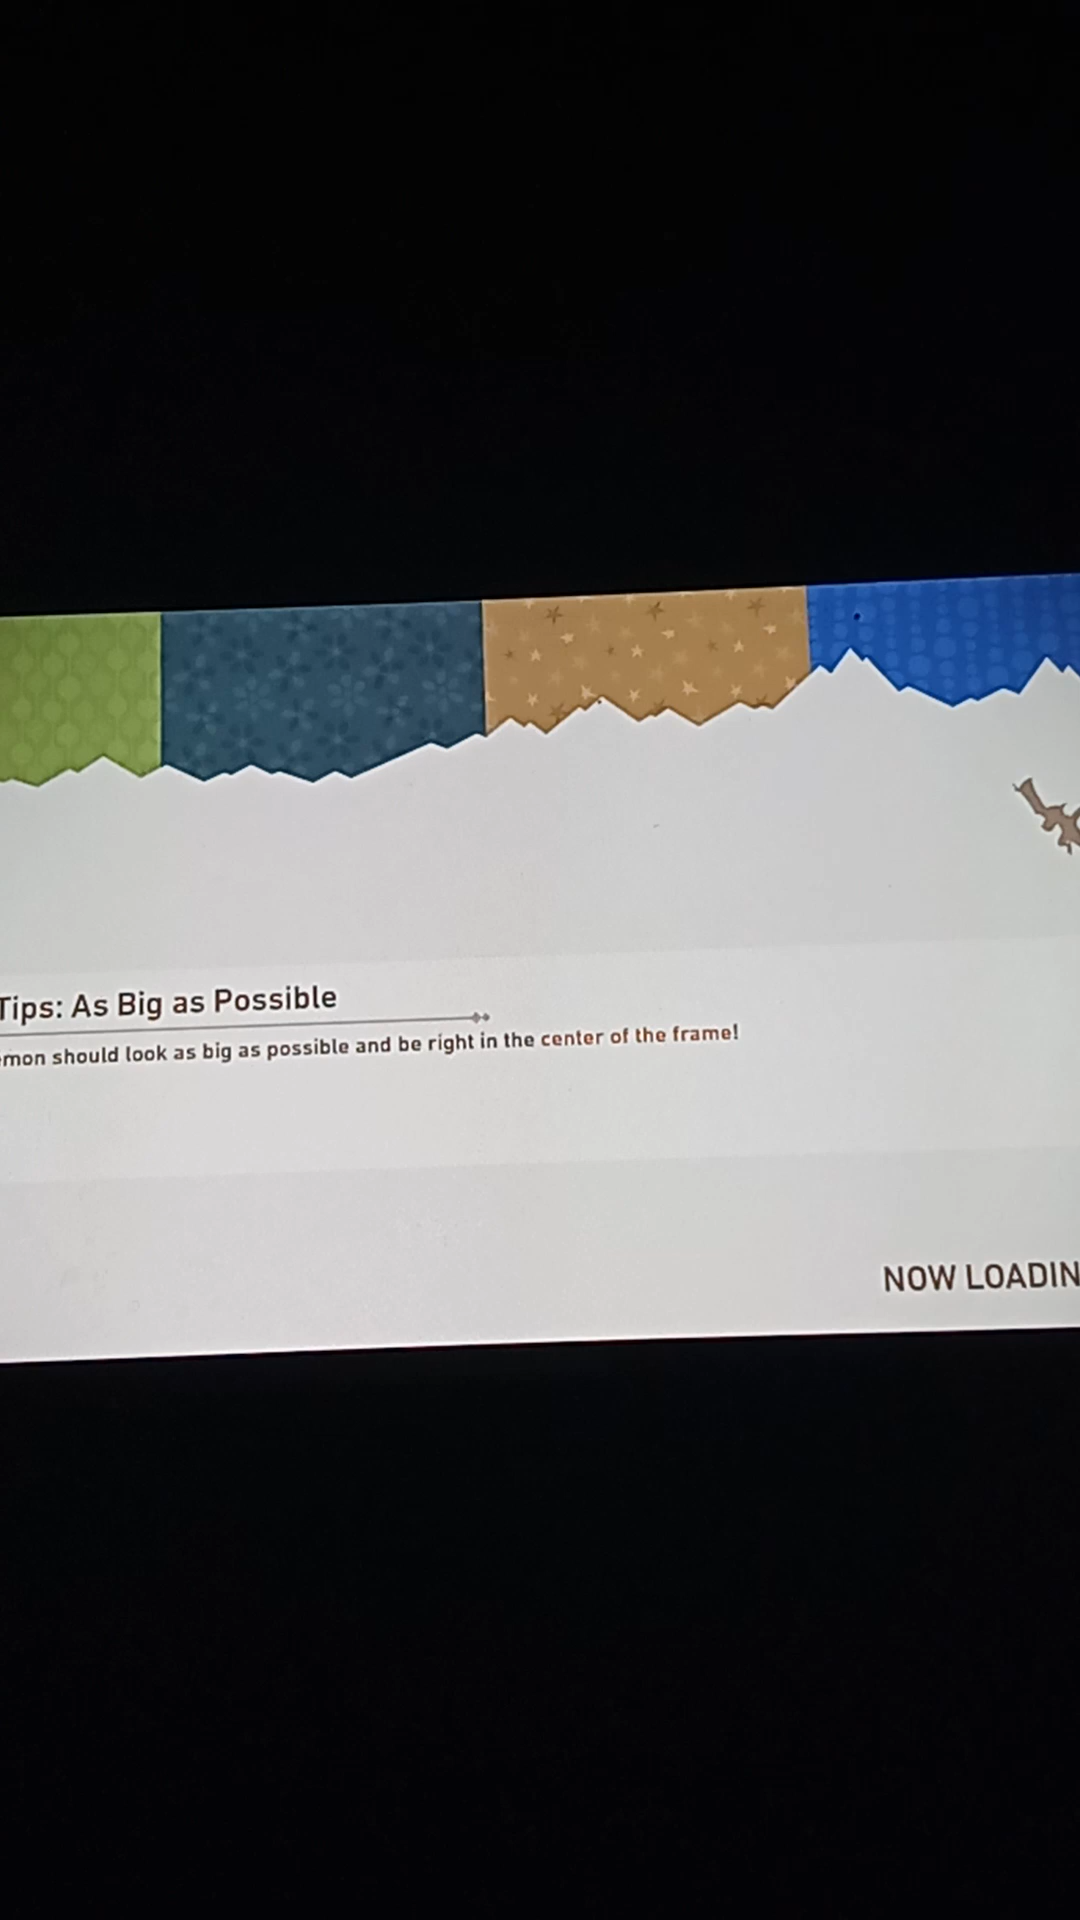 Tips: As Big as Possible
mon should look as big as possible and be right in the center of the frame!
NOW LOADIN